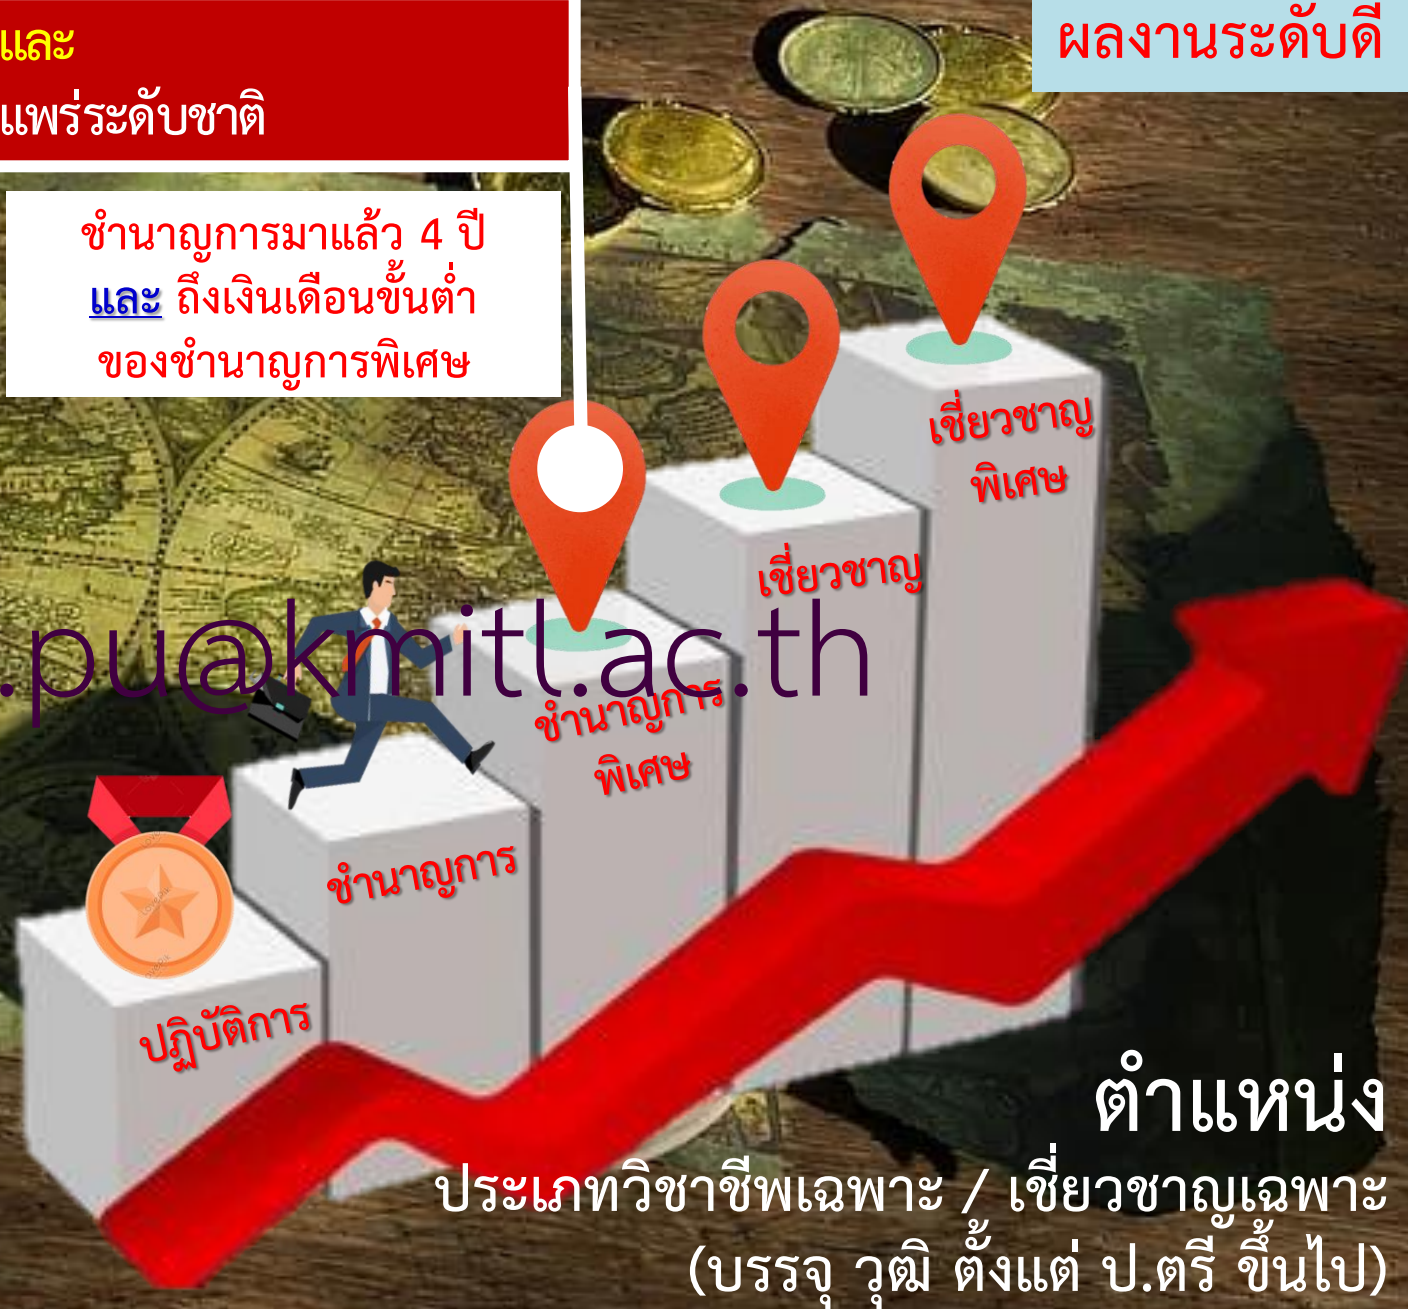 และ
แพร่ระดับชาติ
ผลงานระดับดี
ชำนาญการมาแล้ว 4 ปี
และ ถึงเงินเดือนขั้นต่ำ
ของชำนาญการพิเศษ
เชี่ยวชาญ
พิเศษ
เชี่ยวชาญ
.pu@kmitl.ac.th
ชำนาญการ
พิเศษ
ชำนาญการ
ปฏิบัติการ
ตำแหน่ง
ประเภทวิชาชีพเฉพาะ / เชี่ยวชาญเฉพาะ
(บรรจุ วุฒิ ตั้งแต่ ป.ตรี ขึ้นไป)